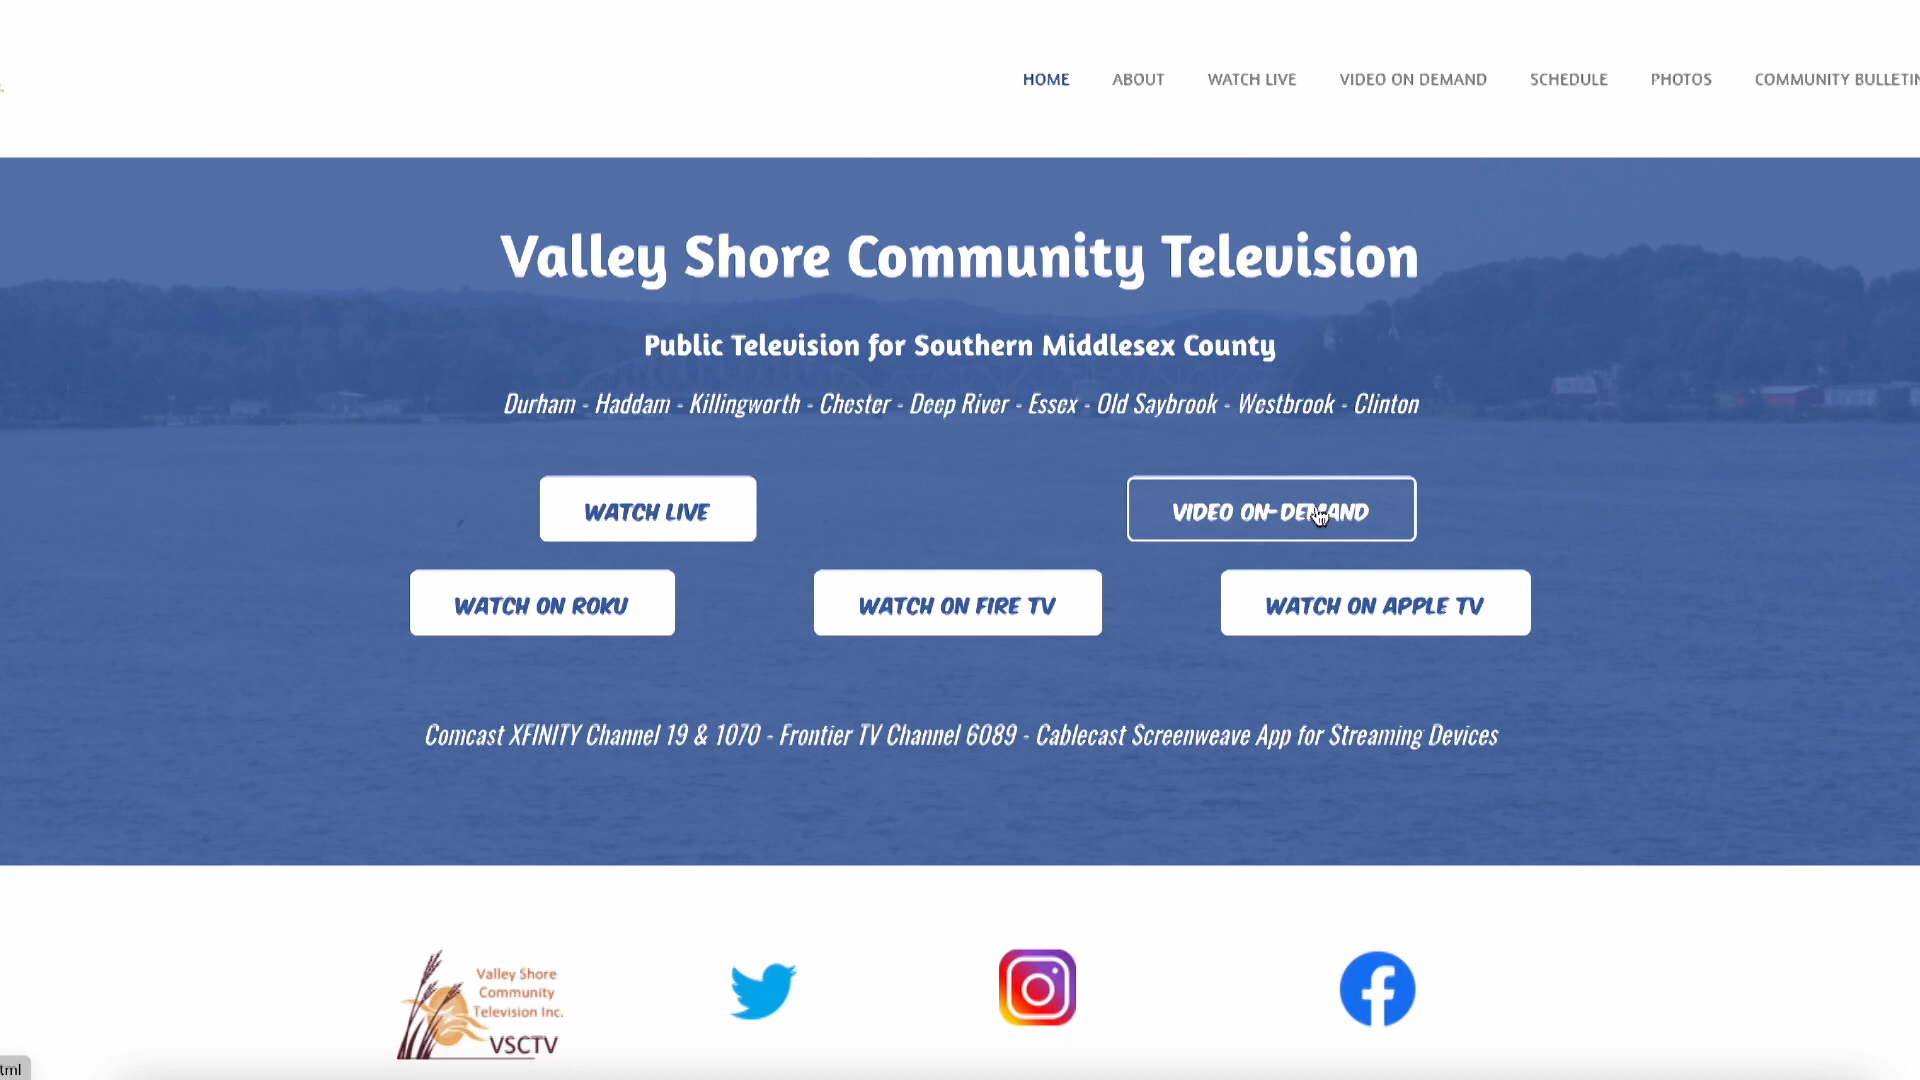 HOME ABOUT WATCH LIVE VIDEO ON DEMAND SCHEDULE PHOTOS COMMUNITY BULLETIN
Valley Shore Community Television
Public Television for Southern Middlesex County
Durham - Haddam - Killingworth - Chester - Deep River - Essex - Old Saybrook - Westbrook - Clinton
WATCH LIVE VIDEO ON-DEMAND
WATCH ON ROKU WATCH ON FIRE TV WATCH ON APPLE TV
Comcast XFINITY Channel 19 & 1070 - Frontier TV Channel 6089 - Cablecast Screenweave App for Streaming Devices
Valley Shore
Community
Television Inc.
VSCTV
tml